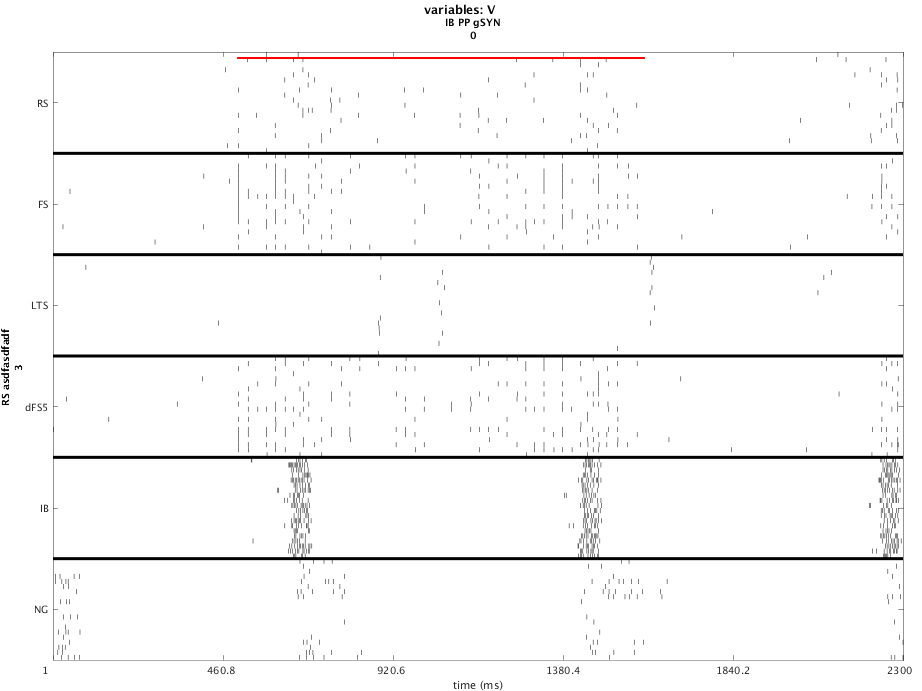 variables: V
IB PP gSYN
0
RS
FS
LTS
dFS5
IB
NG
RS asdfasdfadf
3
1
460.8
920.6
1380.4
1840.2
2300
time (ms)